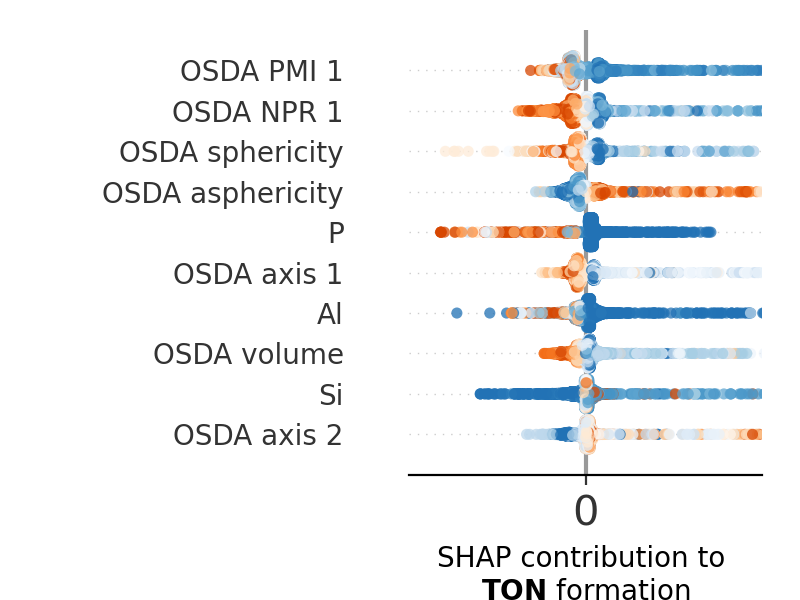 OSDA PMI 1
OSDA NPR 1
OSDA sphericity
OSDA asphericity
P
OSDA axis 1
Al
OSDA volume
Si
OSDA axis 2
0
SHAP contribution to
TON formation